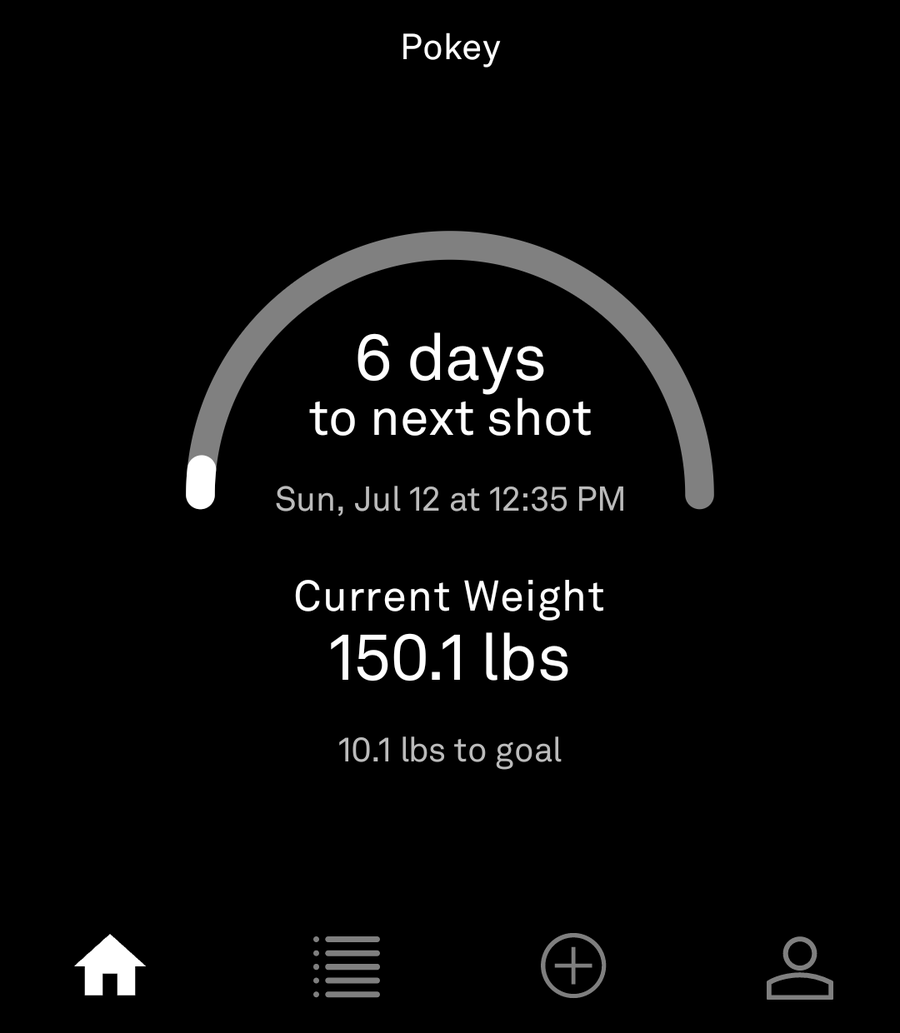 Pokey
6 days
to next shot
Sun, Jul 12 at 12:35 PM
Current Weight
150.1 lbs
10.1 lbs to goal